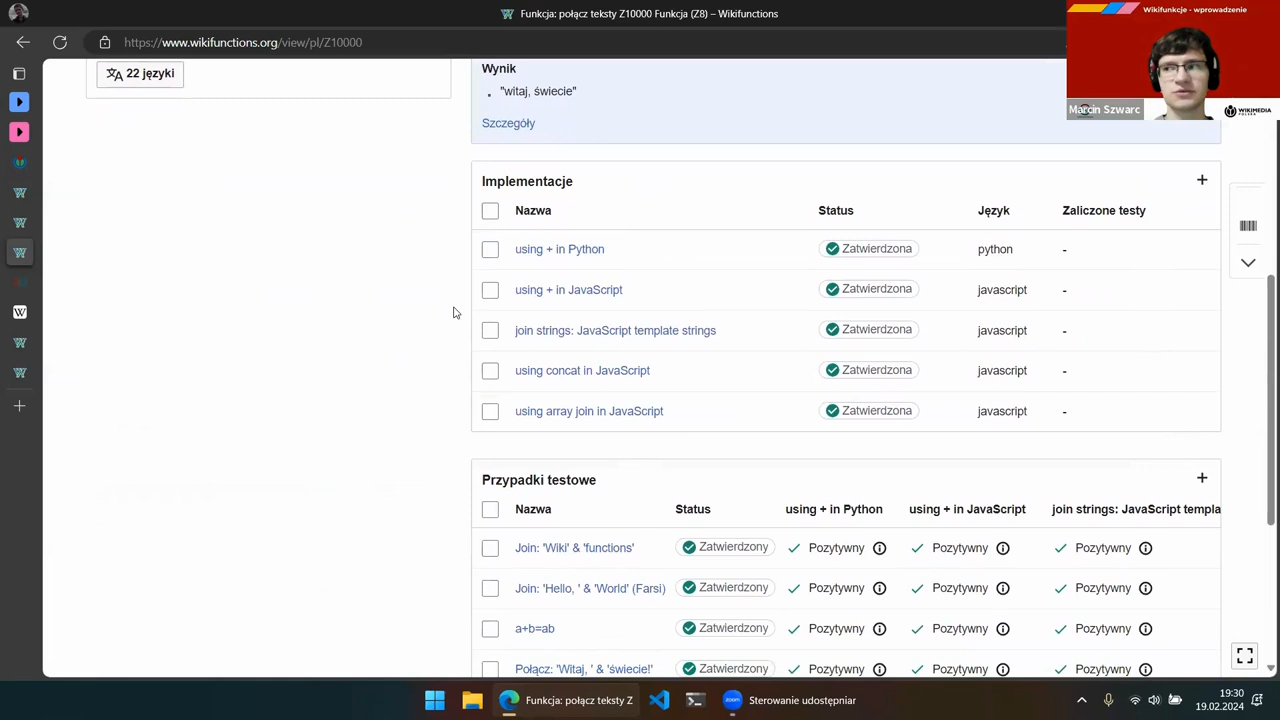 Funkcja: połącz teksty Z10000 Funkcja (Z8) – Wikifunctions
Wikifunkcje - wprowadzenie
https://www.wikifunctions.org/view/pl/Z10000
22 języki
Wynik
"witaj, świecie"
Szczegóły
Marcin Szwarc
WIKIMEDIA
POLSKA
Implementacje
Nazwa Status Język Zaliczone testy
using + in Python Zatwierdzona python -
using + in JavaScript Zatwierdzona javascript -
join strings: JavaScript template strings Zatwierdzona javascript -
using concat in JavaScript Zatwierdzona javascript -
using array join in JavaScript Zatwierdzona javascript -
Przypadki testowe
Nazwa Status using + in Python using + in JavaScript join strings: JavaScript templa
Join: 'Wiki' & 'functions' Zatwierdzony Pozytywny Pozytywny Pozytywny
Join: 'Hello, ' & 'World' (Farsi) Zatwierdzony Pozytywny Pozytywny Pozytywny
a+b=ab Zatwierdzony Pozytywny Pozytywny Pozytywny
Połącz: 'Witaj, ' & 'świecie!' Zatwierdzony Pozytywny Pozytywny Pozytywny
Funkcja: połącz teksty Z
zoom
Sterowanie udostępniar
19:30
19.02.2024